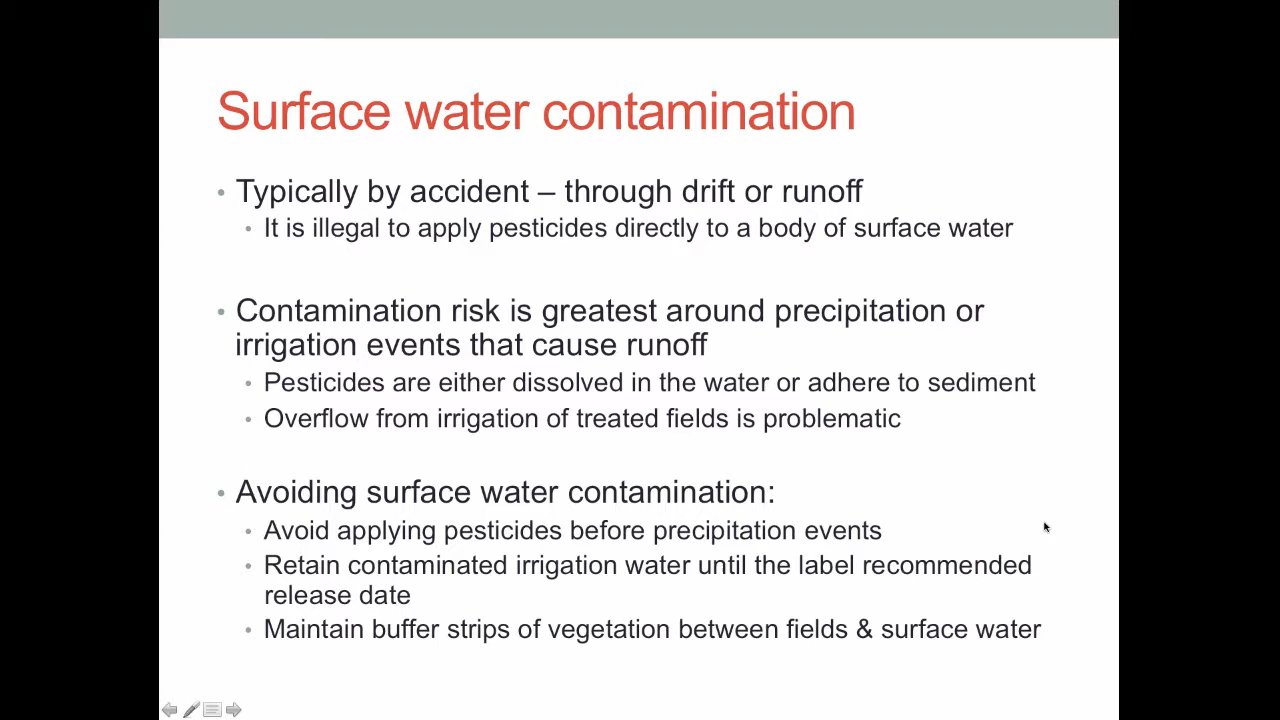 Surface water contamination
• Typically by accident – through drift or runoff
• It is illegal to apply pesticides directly to a body of surface water
• Contamination risk is greatest around precipitation or
irrigation events that cause runoff
• Pesticides are either dissolved in the water or adhere to sediment
• Overflow from irrigation of treated fields is problematic
• Avoiding surface water contamination:
• Avoid applying pesticides before precipitation events
• Retain contaminated irrigation water until the label recommended
release date
• Maintain buffer strips of vegetation between fields & surface water